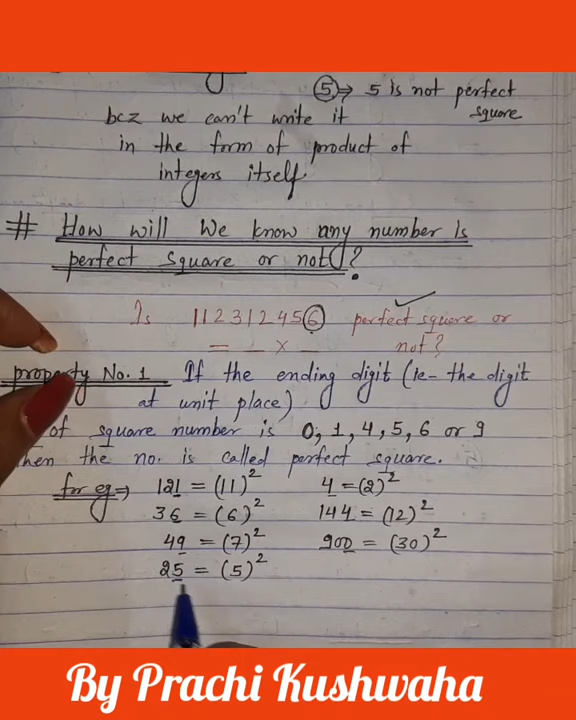 ⑤⇒ 5 is not perfect
square
bcz we can't write it
in the form of product of
integers itself
# How will We know any number is
perfect square or not?
Is 112312456 perfect square or
not?
property No. 1 If the ending digit (ie- the digit
at unit place)
of square number is 0, 1, 4, 5, 6 or 9
then the no. is called perfect square.
for eg⇒ 121 = (11)² 4 = (2)²
36 = (6)² 144 = (12)²
49 = (7)² 900 = (30)²
25 = (5)²
By Prachi Kushwaha